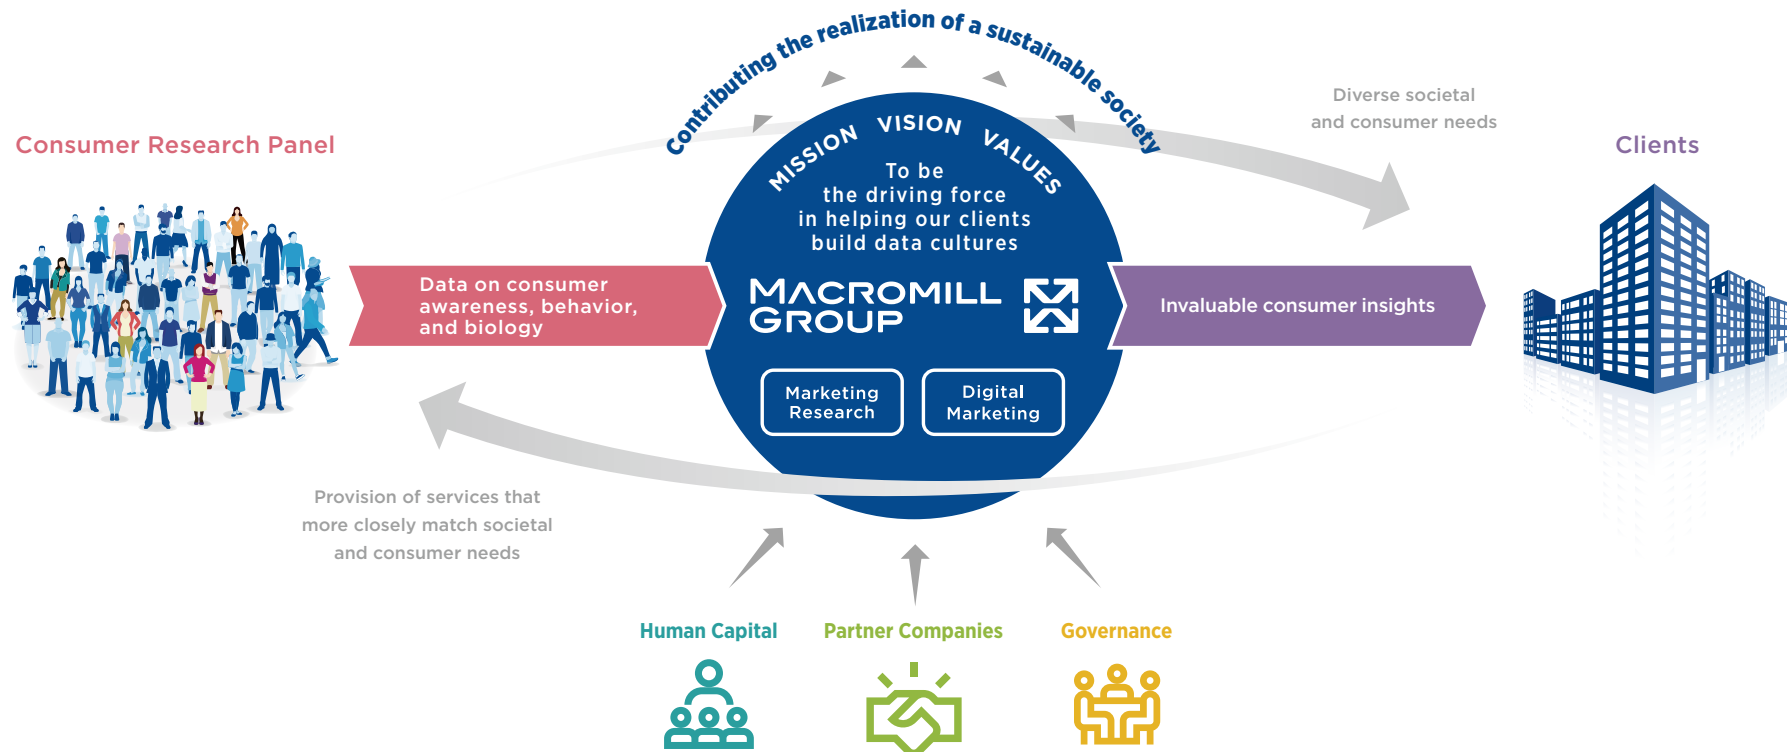 Contributing the realization of a sustainable society
Consumer Research Panel
Diverse societal
and consumer needs
Clients
MISSION VISION VALUES
To be
the driving force
in helping our clients
build data cultures
Data on consumer
awareness, behavior,
and biology
MACROMILL
GROUP
Invaluable consumer insights
Marketing
Research
Digital
Marketing
Provision of services that
more closely match societal
and consumer needs
Human Capital
Partner Companies
Governance